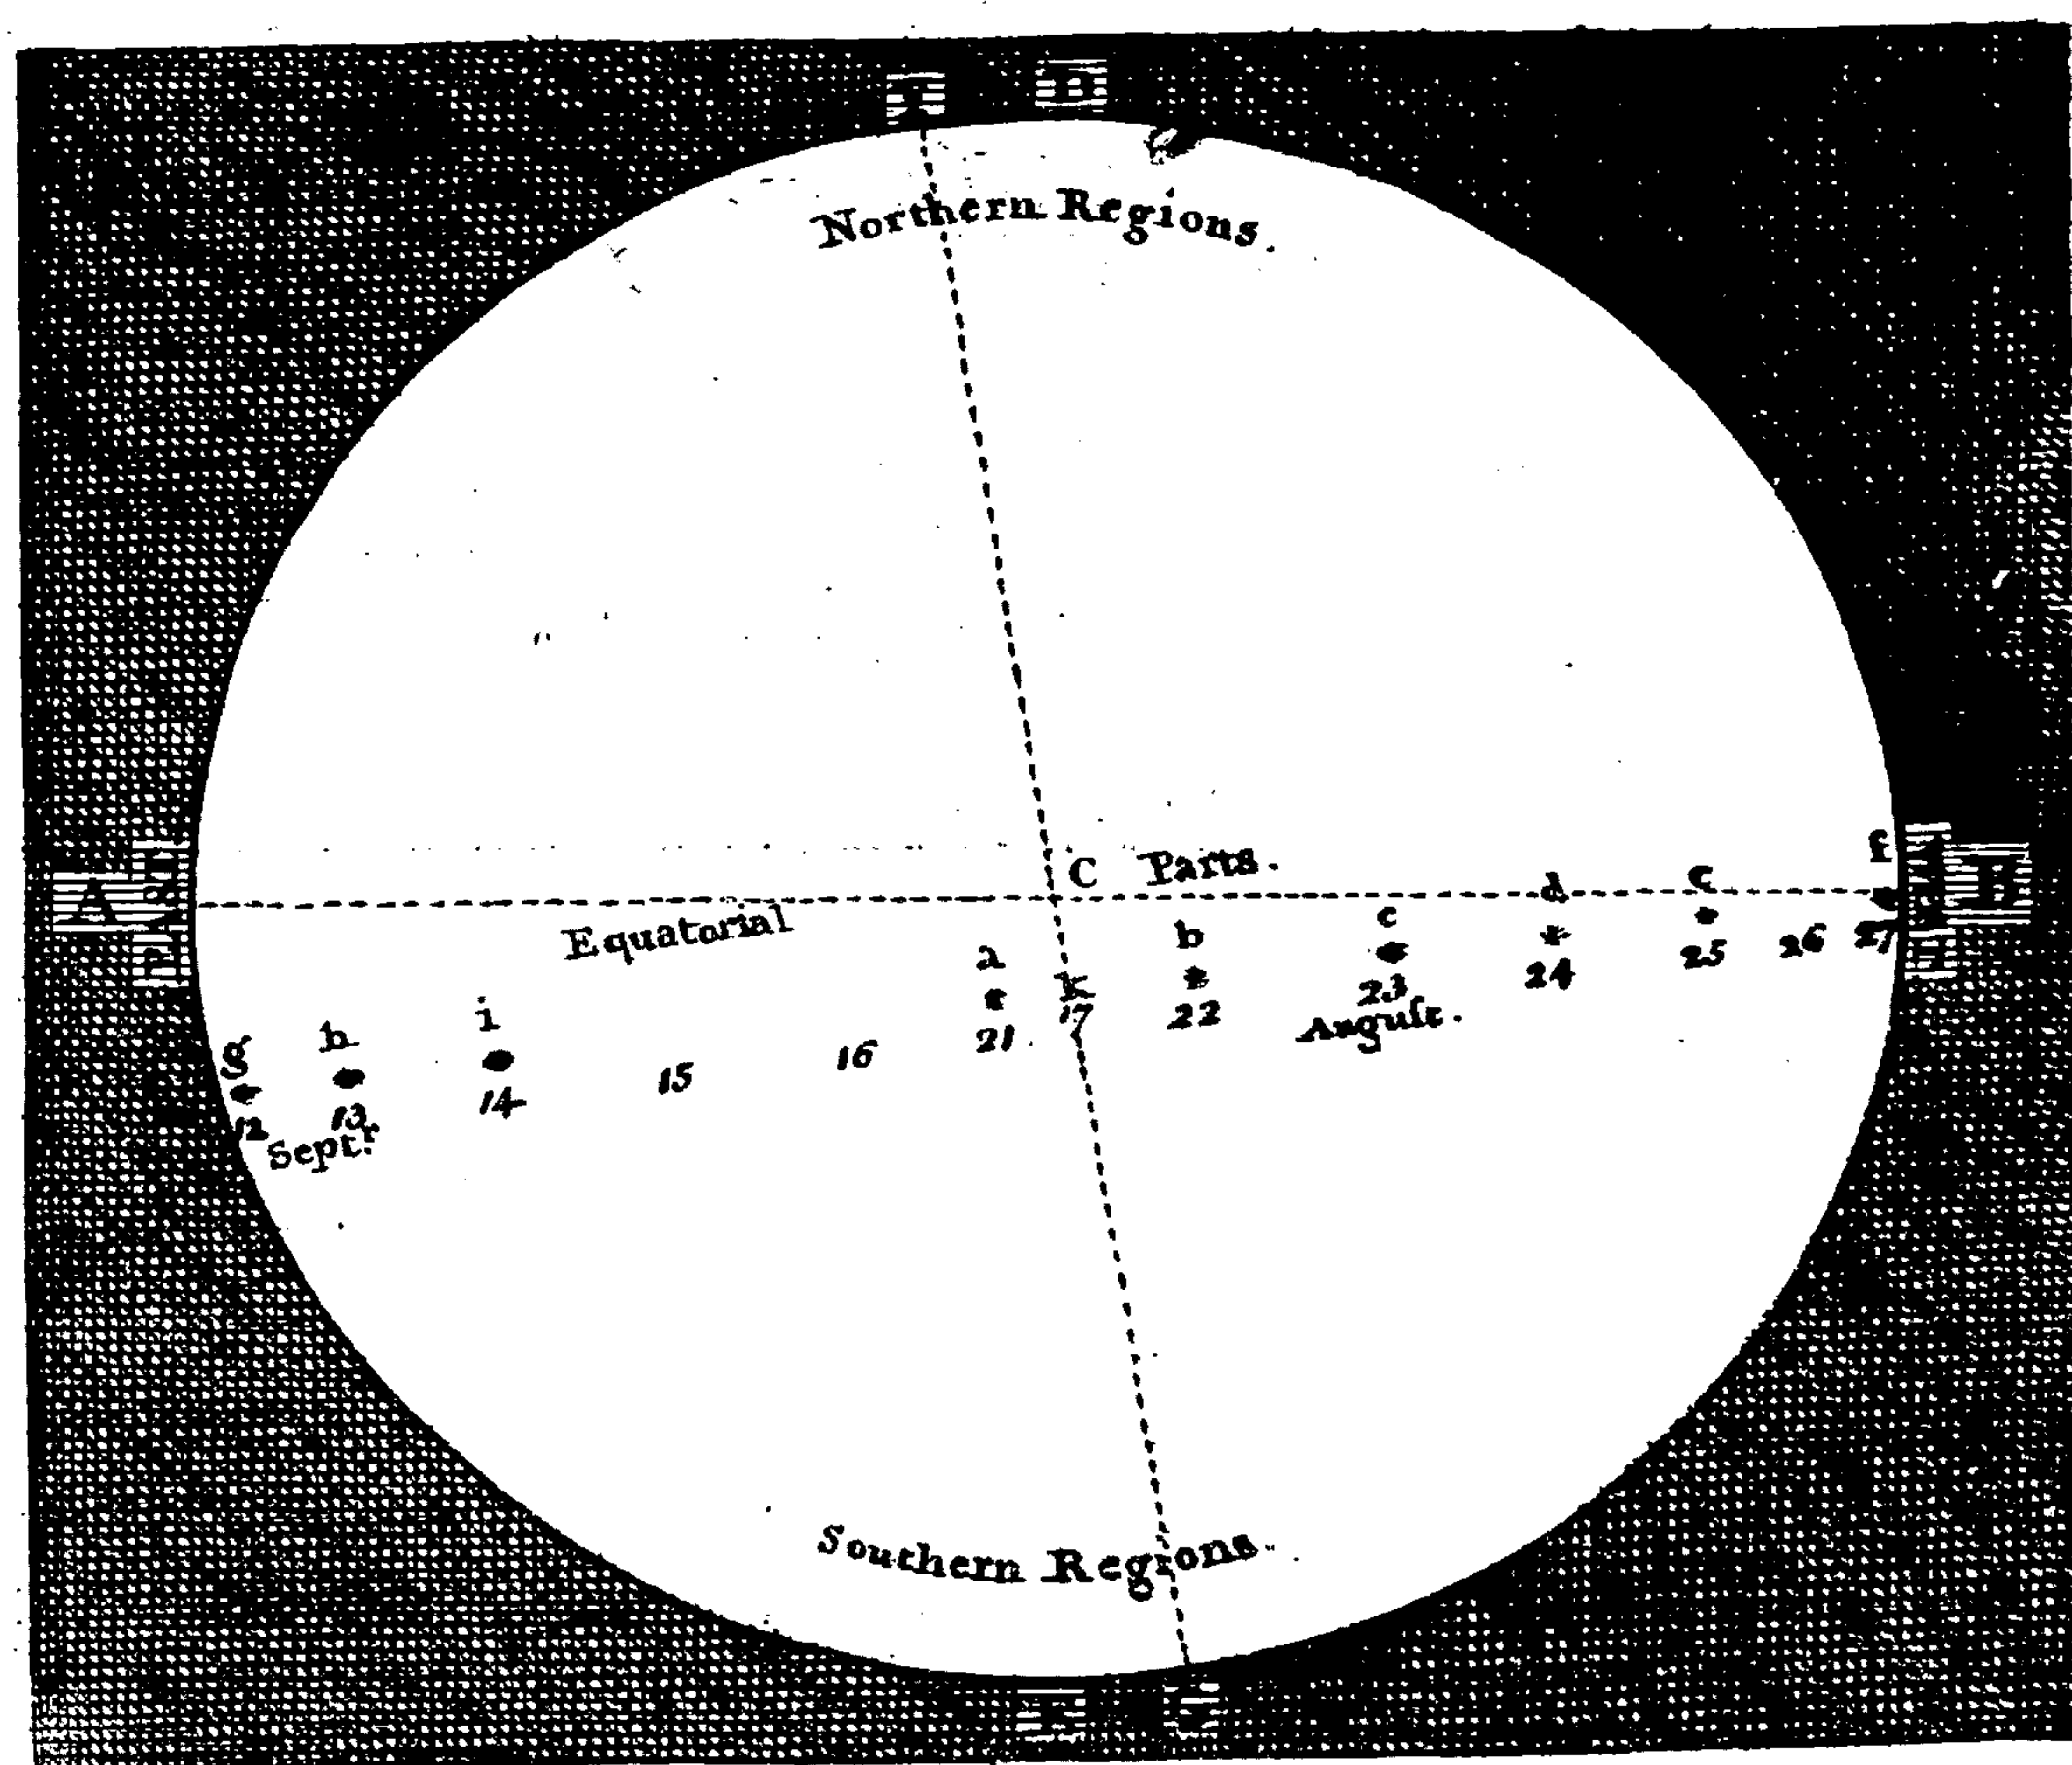 Northern Regions.
C Parts.
f
A
Equatorial
a
k
b
c
d
c
21
17
22
23
24
25
26
27
August.
g
h
i
12
13
14
15
16
Septr
Southern Regions.